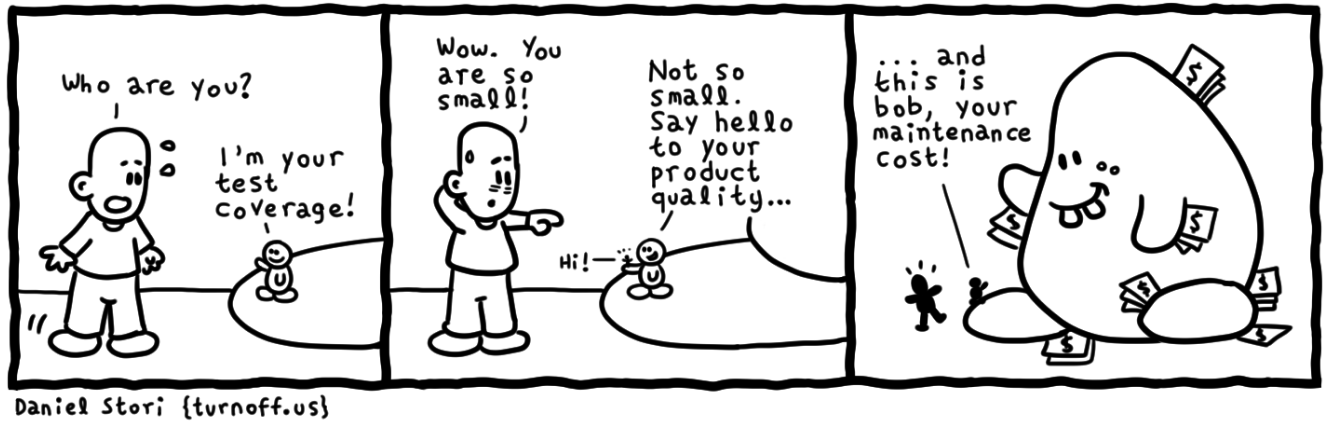 Who are you?
I'm your
test
coverage!
Wow. You
are so
small!
Not so
small.
Say hello
to your
product
quality...
Hi!
... and
this is
bob, your
maintenance
cost!
$
$
$
$
$
$
$
U
U
Daniel Stori {turnoff.us}